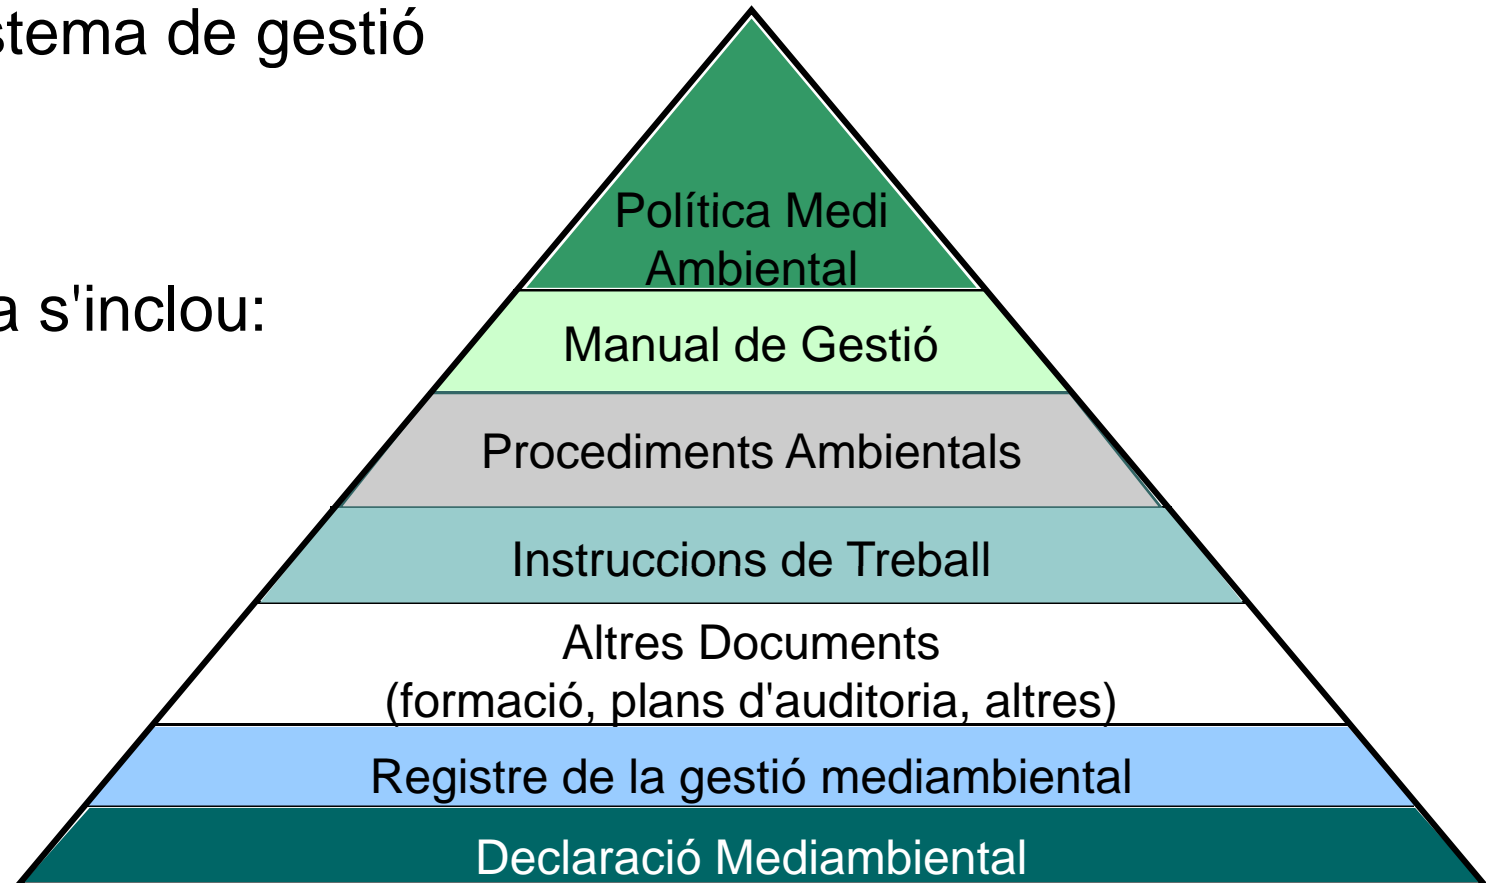 stema de gestió
a s'inclou:
Política Medi
Ambiental
Manual de Gestió
Procediments Ambientals
Instruccions de Treball
Altres Documents
(formació, plans d'auditoria, altres)
Registre de la gestió mediambiental
Declaració Mediambiental